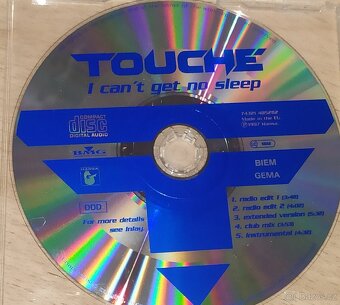 TOUCHÉ
I can't get no sleep
COMPACT
disc
DIGITAL AUDIO
Made in the EU
BMG
BIEM
GEMA
DDD
For more details
see Inlay.
1. radio edit 1 (3:48)
2. radio edit 2 (4:08)
3. extended version (5:38)
4. club mix
5. instrumental (4:38)